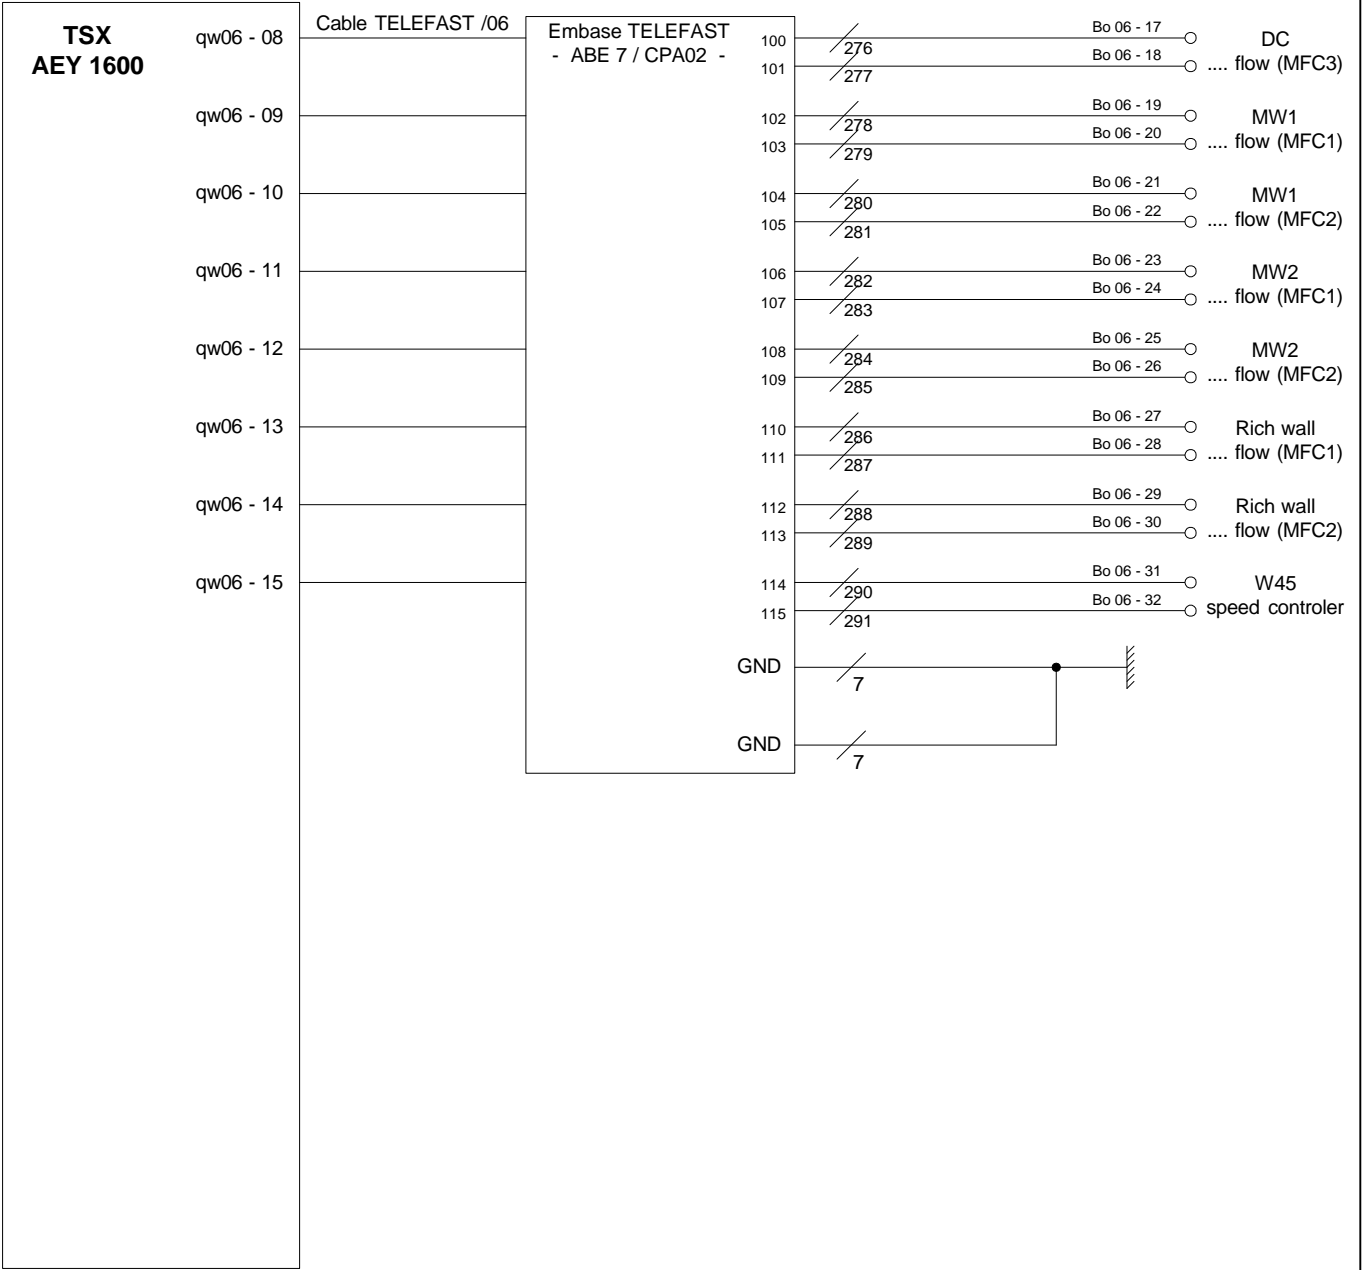 TSX
AEY 1600
Cable TELEFAST /06
Embase TELEFAST
- ABE 7 / CPA02 -
qw06 - 08
100
276
Bo 06 - 17
DC
101
277
Bo 06 - 18
.... flow (MFC3)
qw06 - 09
102
278
Bo 06 - 19
MW1
103
279
Bo 06 - 20
.... flow (MFC1)
qw06 - 10
104
280
Bo 06 - 21
MW1
105
281
Bo 06 - 22
.... flow (MFC2)
qw06 - 11
106
282
Bo 06 - 23
MW2
107
283
Bo 06 - 24
.... flow (MFC1)
qw06 - 12
108
284
Bo 06 - 25
MW2
109
285
Bo 06 - 26
.... flow (MFC2)
qw06 - 13
110
286
Bo 06 - 27
Rich wall
111
287
Bo 06 - 28
.... flow (MFC1)
qw06 - 14
112
288
Bo 06 - 29
Rich wall
113
289
Bo 06 - 30
.... flow (MFC2)
qw06 - 15
114
290
Bo 06 - 31
W45
115
291
Bo 06 - 32
speed controler
GND
7
GND
7